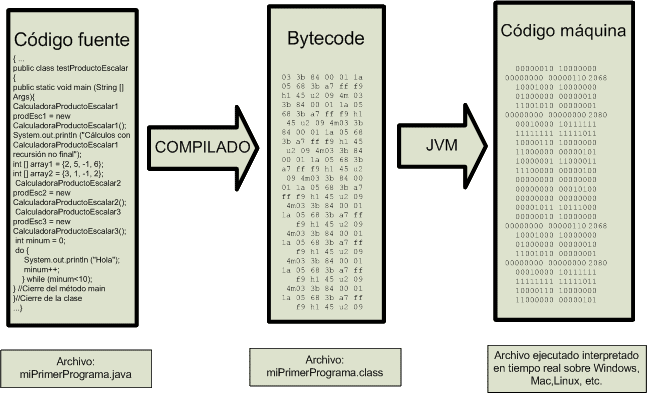 Código fuente
{ ...
public class testProductoEscalar
{
public static void main (String []
Args){
CalculadoraProductoEscalar1
prodEsc1 = new
CalculadoraProductoEscalar1();
System.out.println ("Cálculos con
CalculadoraProductoEscalar1
recursión no final");
int [] array1 = {2, 5, -1, 6};
int [] array2 = {3, 1, -1, 2};
CalculadoraProductoEscalar2
prodEsc2 = new
CalculadoraProductoEscalar2();
CalculadoraProductoEscalar3
prodEsc3 = new
CalculadoraProductoEscalar3();
int minum = 0;
do {
System.out.println ("Hola");
minum++;
} while (minum<10);
} //Cierre del método main
}//Cierre de la clase
...}
Archivo:
miPrimerPrograma.java
COMPILADO
Bytecode
03 3b 84 00 01 1a
05 68 3b a7 ff f9
h1 45 u2 09 4m 03
3b 84 00 01 1a 05
68 3b a7 ff f9 h1
45 u2 09 4m03 3b
84 00 01 1a 05 68
3b a7 ff f9 h1 45
u2 09 4m03 3b 84
00 01 1a 05 68 3b
a7 ff f9 h1 45 u2
09 4m03 3b 84 00
01 1a 05 68 3b a7
ff f9 h1 45 u2 09
4m03 3b 84 00 01
1a 05 68 3b a7 ff
f9 h1 45 u2 09
4m03 3b 84 00 01
1a 05 68 3b a7 ff
f9 h1 45 u2 09
4m03 3b 84 00 01
1a 05 68 3b a7 ff
f9 h1 45 u2 09
4m03 3b 84 00 01
1a 05 68 3b a7 ff
f9 h1 45 u2 09
Archivo:
miPrimerPrograma.class
JVM
Código máquina
00000010 10000000
00000000 00000110 2068
10001000 10000000
01000000 00000010
11001010 00000001
00000000 00000000 2080
00010000 10111111
11111111 11111011
10000110 10000000
11000000 00000101
10000001 11000011
10000000 00000000
00000000 00000000
00000000 00010100
00000000 00000000
00001011 10111000
00000000 00000000
00000000 00000110 2068
10001000 10000000
01000000 00000010
11001010 00000001
00000000 00000000 2080
00010000 10111111
11111111 11111011
10000110 10000000
11000000 00000101
Archivo ejecutado interpretado
en tiempo real sobre Windows,
Mac,Linux, etc.